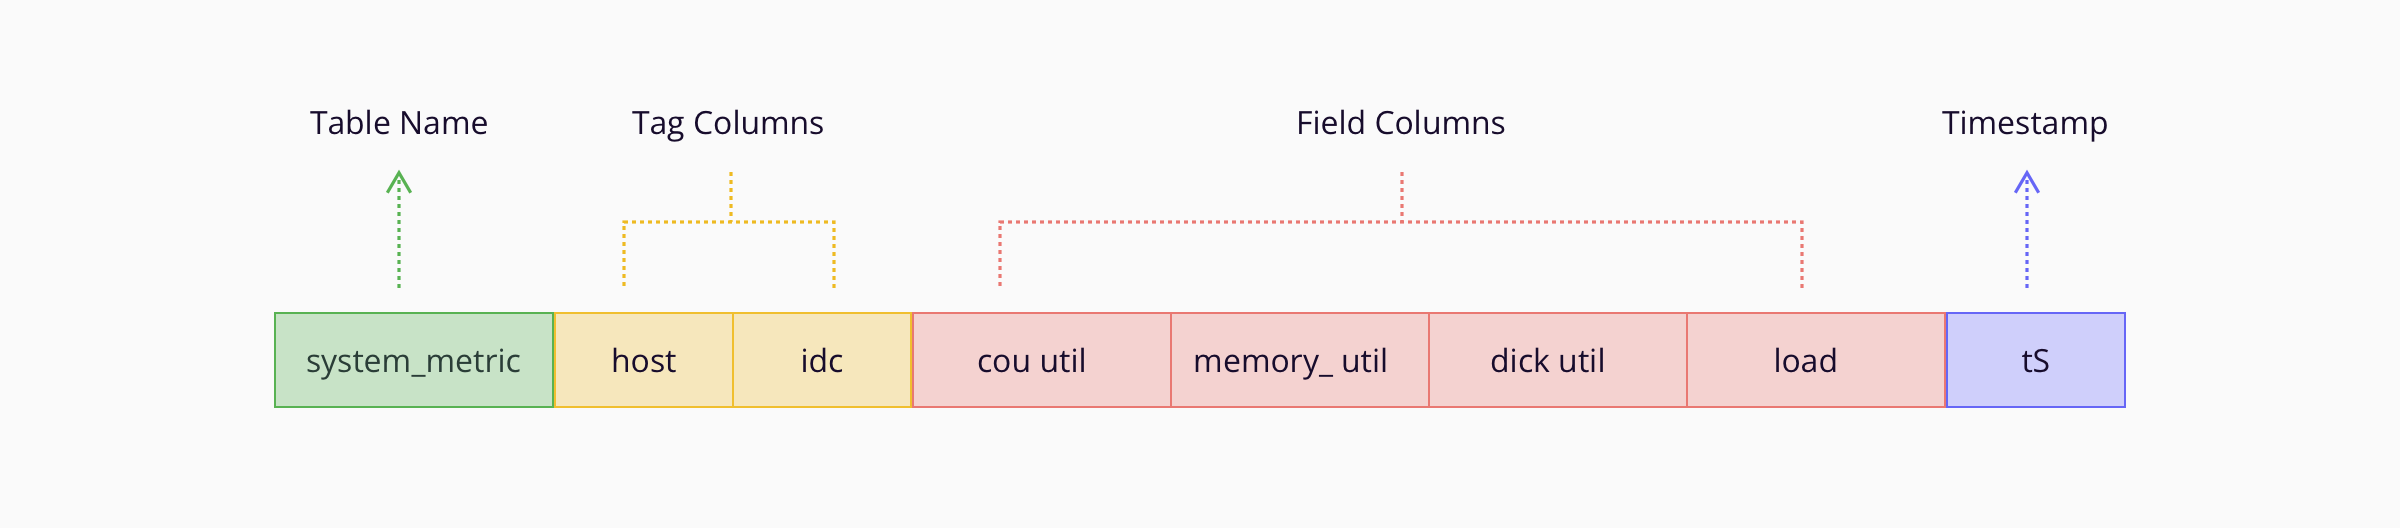 Table Name
Tag Columns
Field Columns
Timestamp
system_metric
host
idc
cou util
memory_ util
dick util
load
tS